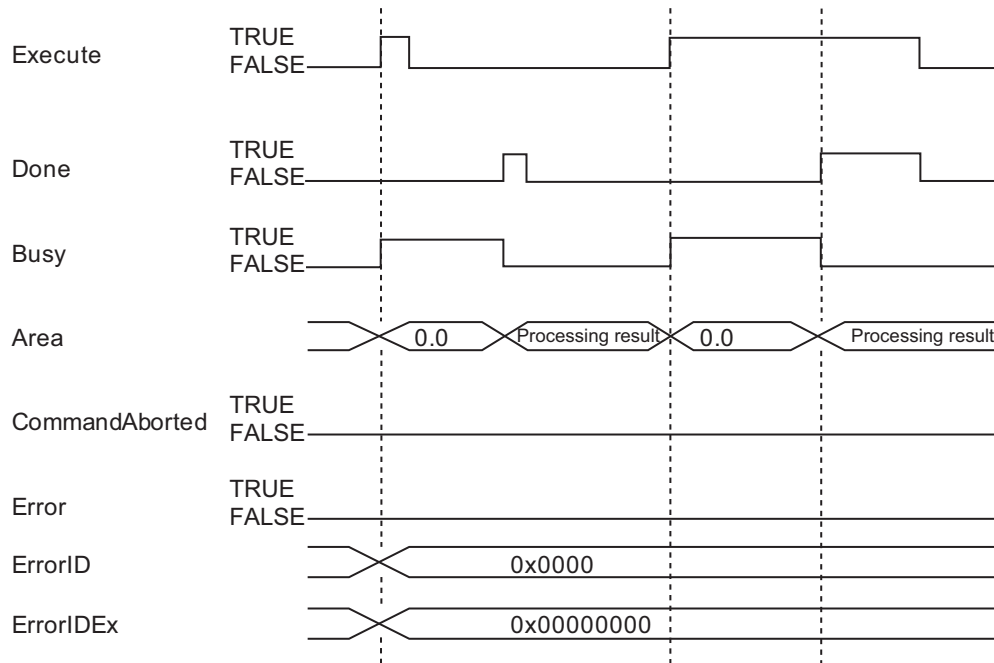 Execute
TRUE
FALSE
Done
TRUE
FALSE
Busy
TRUE
FALSE
Area
0.0
Processing result
0.0
Processing result
CommandAborted
TRUE
FALSE
Error
TRUE
FALSE
ErrorID
0x0000
ErrorIDEx
0x00000000